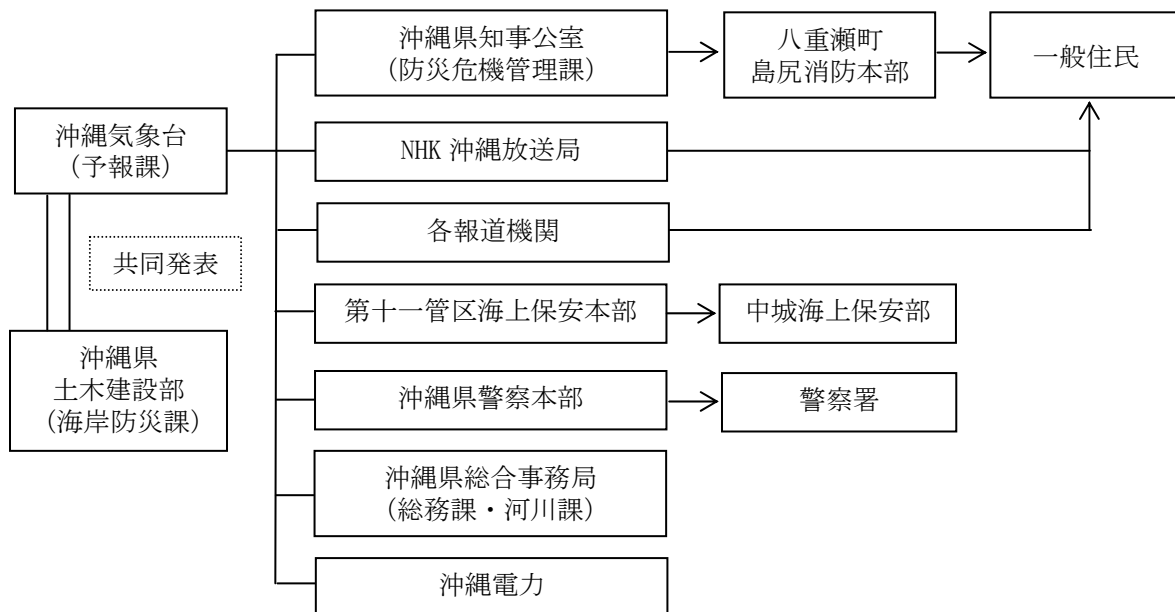 沖縄県知事公室
(防災危機管理課)
八重瀬町
島尻消防本部
一般住民
沖縄気象台
(予報課)
NHK 沖縄放送局
各報道機関
共同発表
第十一管区海上保安本部
中城海上保安部
沖縄県
土木建設部
(海岸防災課)
沖縄県警察本部
警察署
沖縄県総合事務局
(総務課・河川課)
沖縄電力